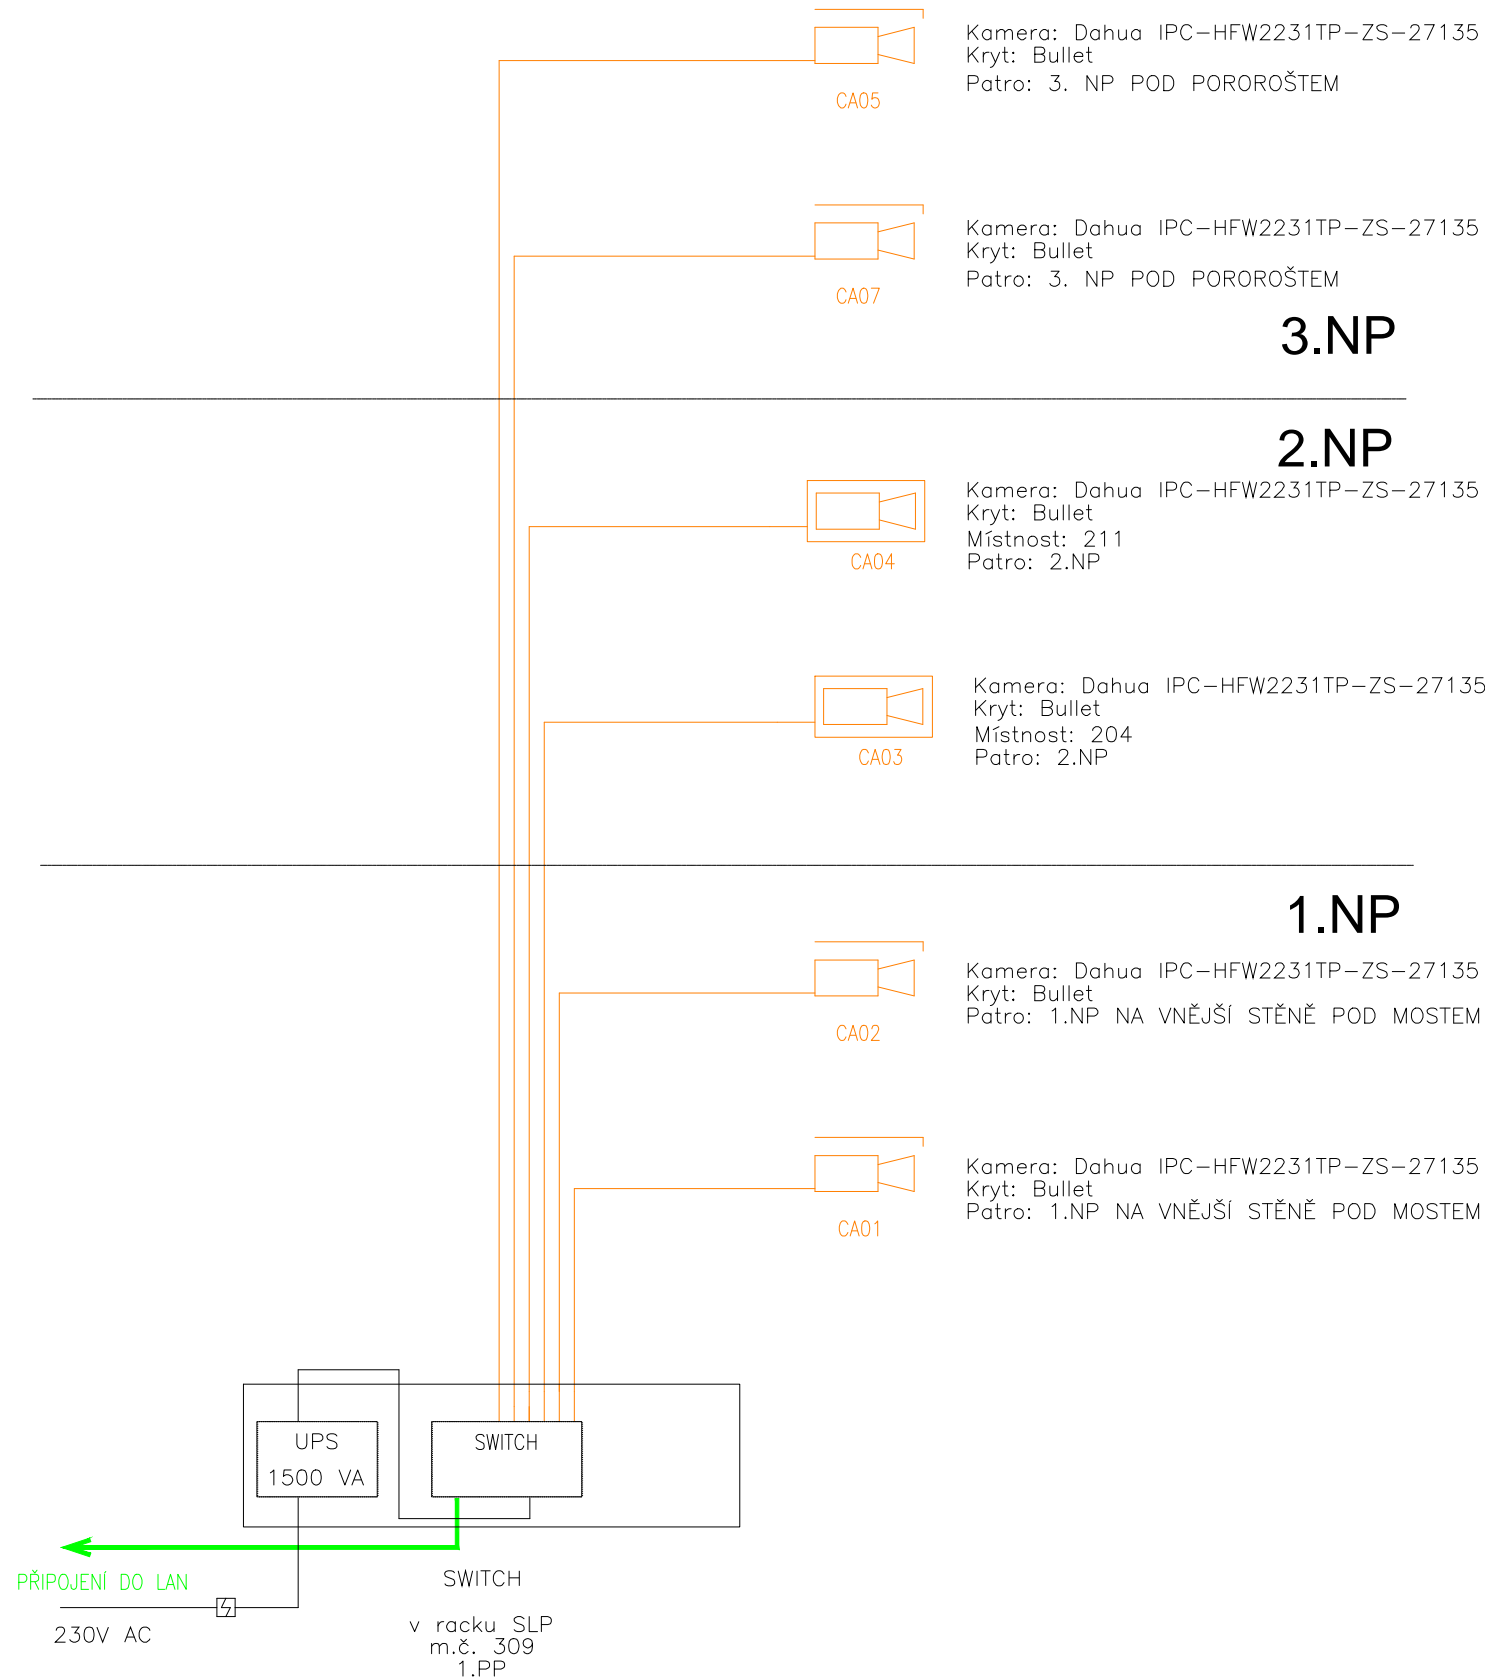 Kamera: Dahua IPC-HFW2231TP-ZS-27135
Kryt: Bullet
Patro: 3. NP POD POROROŠTEM
CA05
Kamera: Dahua IPC-HFW2231TP-ZS-27135
Kryt: Bullet
Patro: 3. NP POD POROROŠTEM
CA07
3.NP
2.NP
Kamera: Dahua IPC-HFW2231TP-ZS-27135
Kryt: Bullet
Místnost: 211
Patro: 2.NP
CA04
Kamera: Dahua IPC-HFW2231TP-ZS-27135
Kryt: Bullet
Místnost: 204
Patro: 2.NP
CA03
1.NP
Kamera: Dahua IPC-HFW2231TP-ZS-27135
Kryt: Bullet
Patro: 1.NP NA VNĚJŠÍ STĚNĚ POD MOSTEM
CA02
Kamera: Dahua IPC-HFW2231TP-ZS-27135
Kryt: Bullet
Patro: 1.NP NA VNĚJŠÍ STĚNĚ POD MOSTEM
CA01
UPS
1500 VA
SWITCH
PŘIPOJENÍ DO LAN
230V AC
SWITCH
v racku SLP
m.č. 309
1.PP